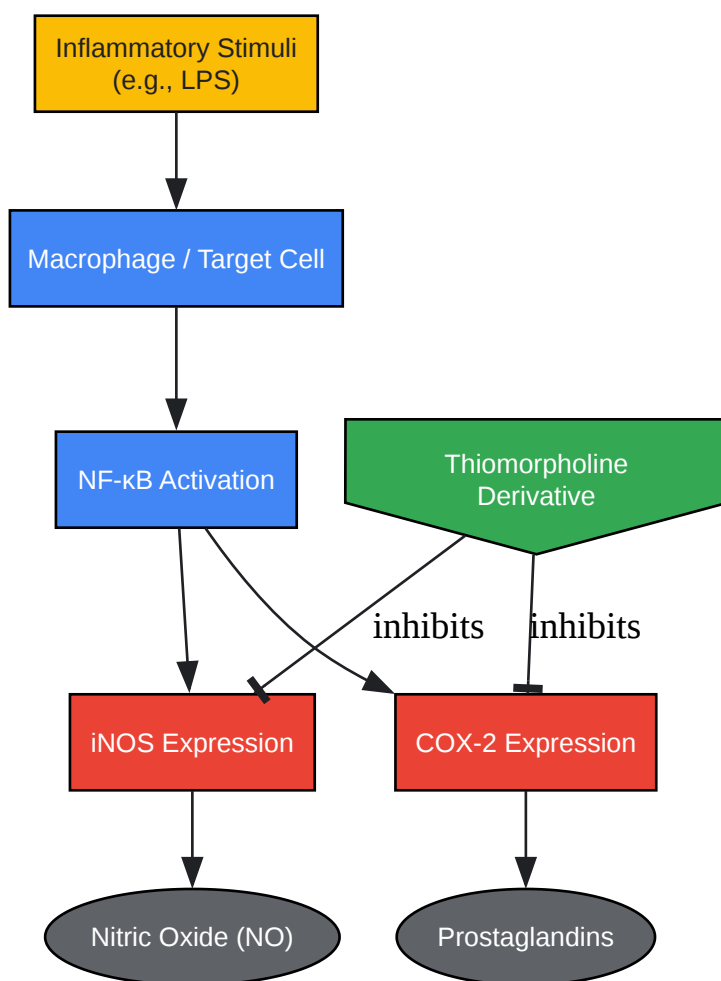 Inflammatory Stimuli
(e.g., LPS)
Macrophage / Target Cell
NF-κB Activation
Thiomorpholine
Derivative
inhibits
inhibits
iNOS Expression
COX-2 Expression
Nitric Oxide (NO)
Prostaglandins